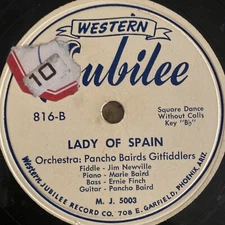 WESTERN
Jubilee
10¢
816-B
Square Dance
Without Calls
Key "Bb"
LADY OF SPAIN
Orchestra: Pancho Bairds Gitfiddlers
Fiddle - Jim Newville
Piano - Marie Baird
Bass - Ernie Finch
Guitar - Pancho Baird
M. J. 5003
Western Jubilee RECORD CO. 708 E. GARFIELD, PHOENIX, ARIZ.